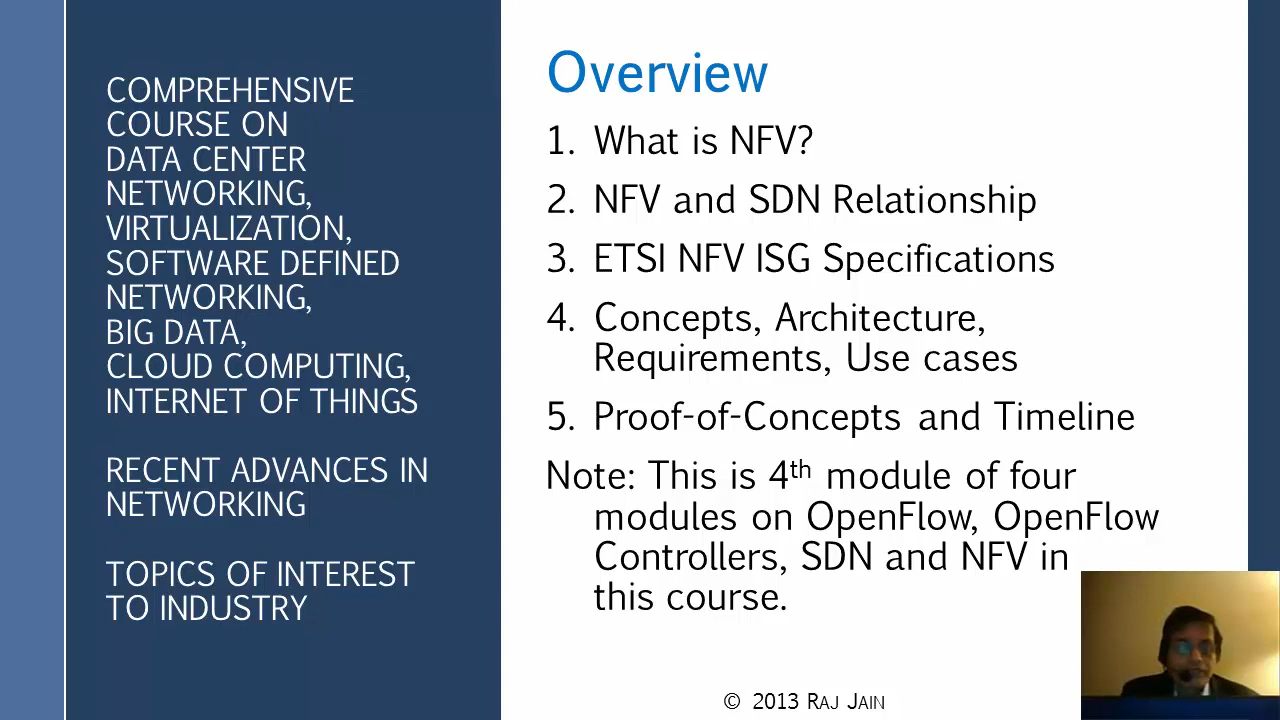 COMPREHENSIVE
COURSE ON
DATA CENTER
NETWORKING,
VIRTUALIZATION,
SOFTWARE DEFINED
NETWORKING,
BIG DATA,
CLOUD COMPUTING,
INTERNET OF THINGS
RECENT ADVANCES IN
NETWORKING
TOPICS OF INTEREST
TO INDUSTRY
Overview
1. What is NFV?
2. NFV and SDN Relationship
3. ETSI NFV ISG Specifications
4. Concepts, Architecture,
Requirements, Use cases
5. Proof-of-Concepts and Timeline
Note: This is 4th module of four
modules on OpenFlow, OpenFlow
Controllers, SDN and NFV in
this course.
© 2013 RAJ JAIN